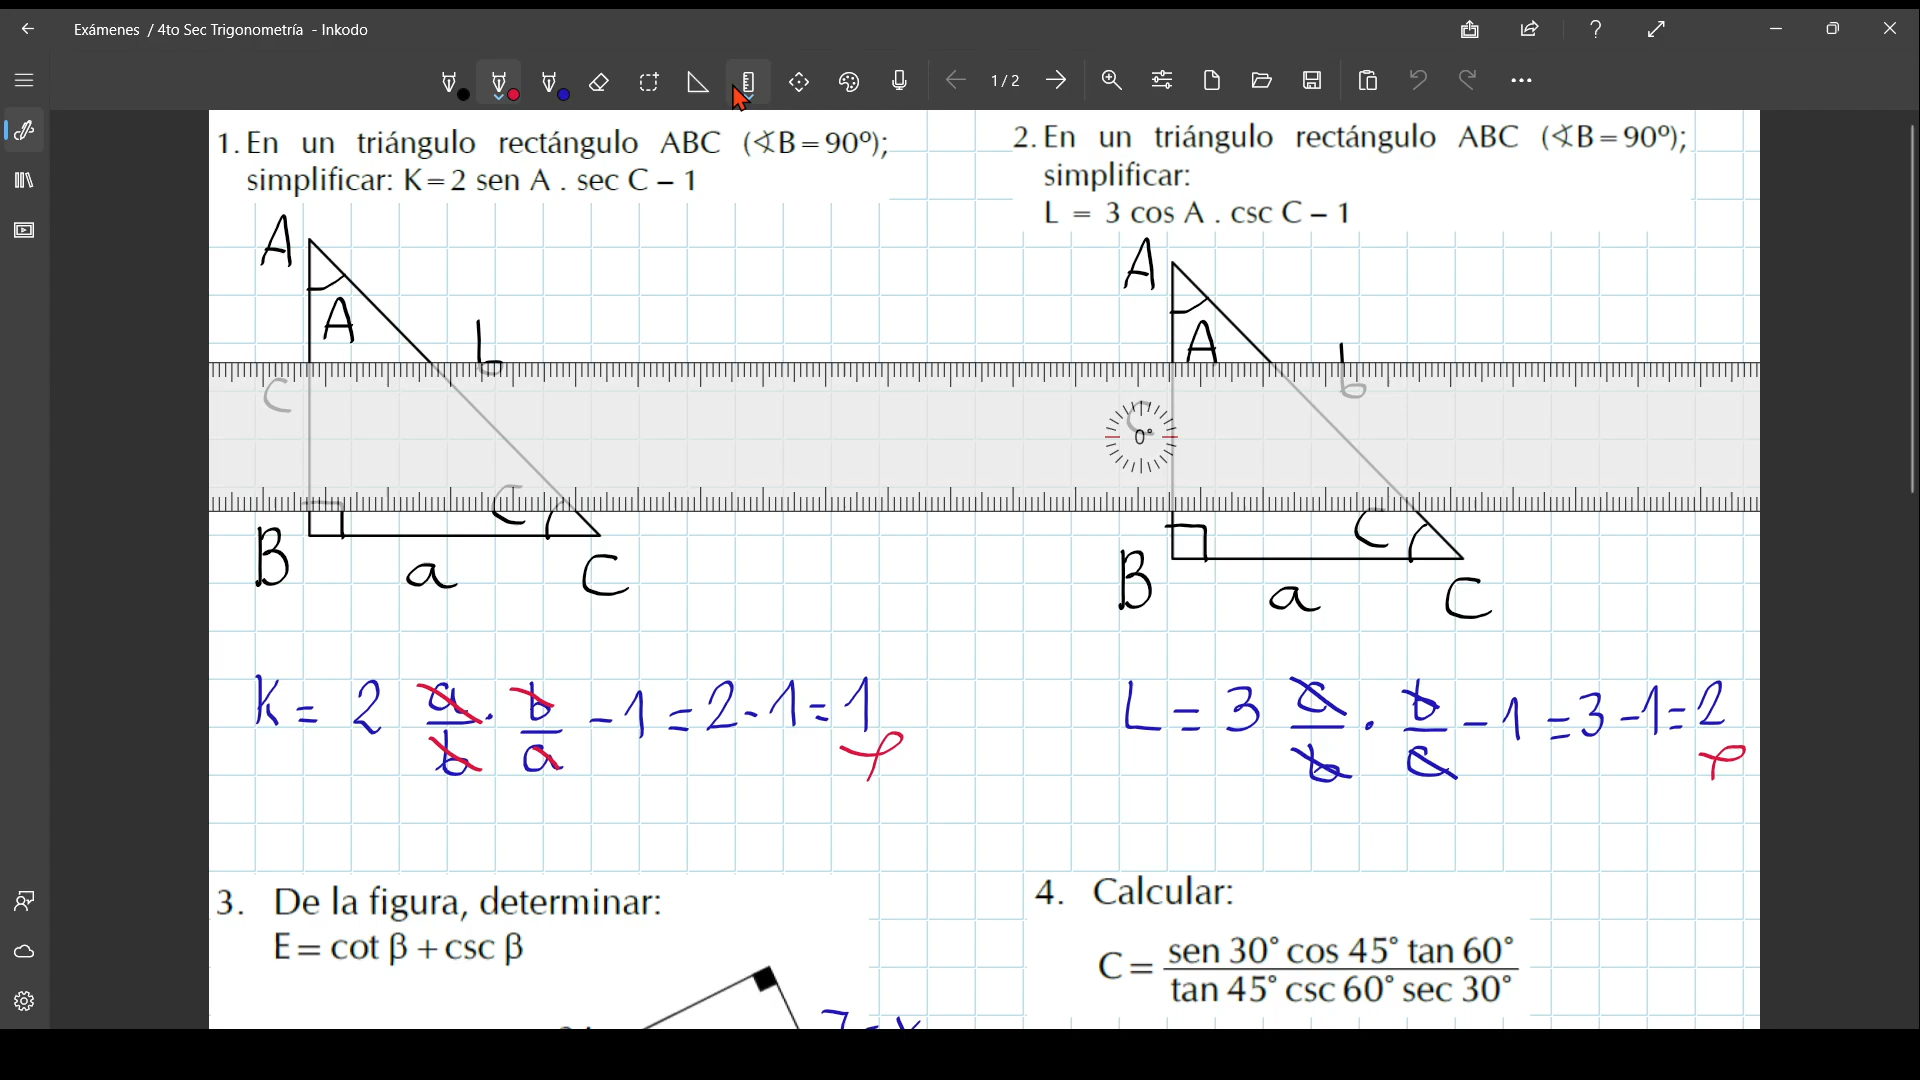 Exámenes / 4to Sec Trigonometría - Inkodo
1 / 2
1. En un triángulo rectángulo ABC (∢B = 90º);
simplificar: K = 2 sen A . sec C – 1
A
A
b
c
C
B
a
C
K = 2 a/b . b/a - 1 = 2 - 1 = 1
2. En un triángulo rectángulo ABC (∢B = 90º);
simplificar:
L = 3 cos A . csc C – 1
A
A
b
c
0°
C
B
a
C
L = 3 c/b . b/c - 1 = 3 - 1 = 2
3. De la figura, determinar:
E = cot β + csc β
4. Calcular:
C = sen 30° cos 45° tan 60°
tan 45° csc 60° sec 30°